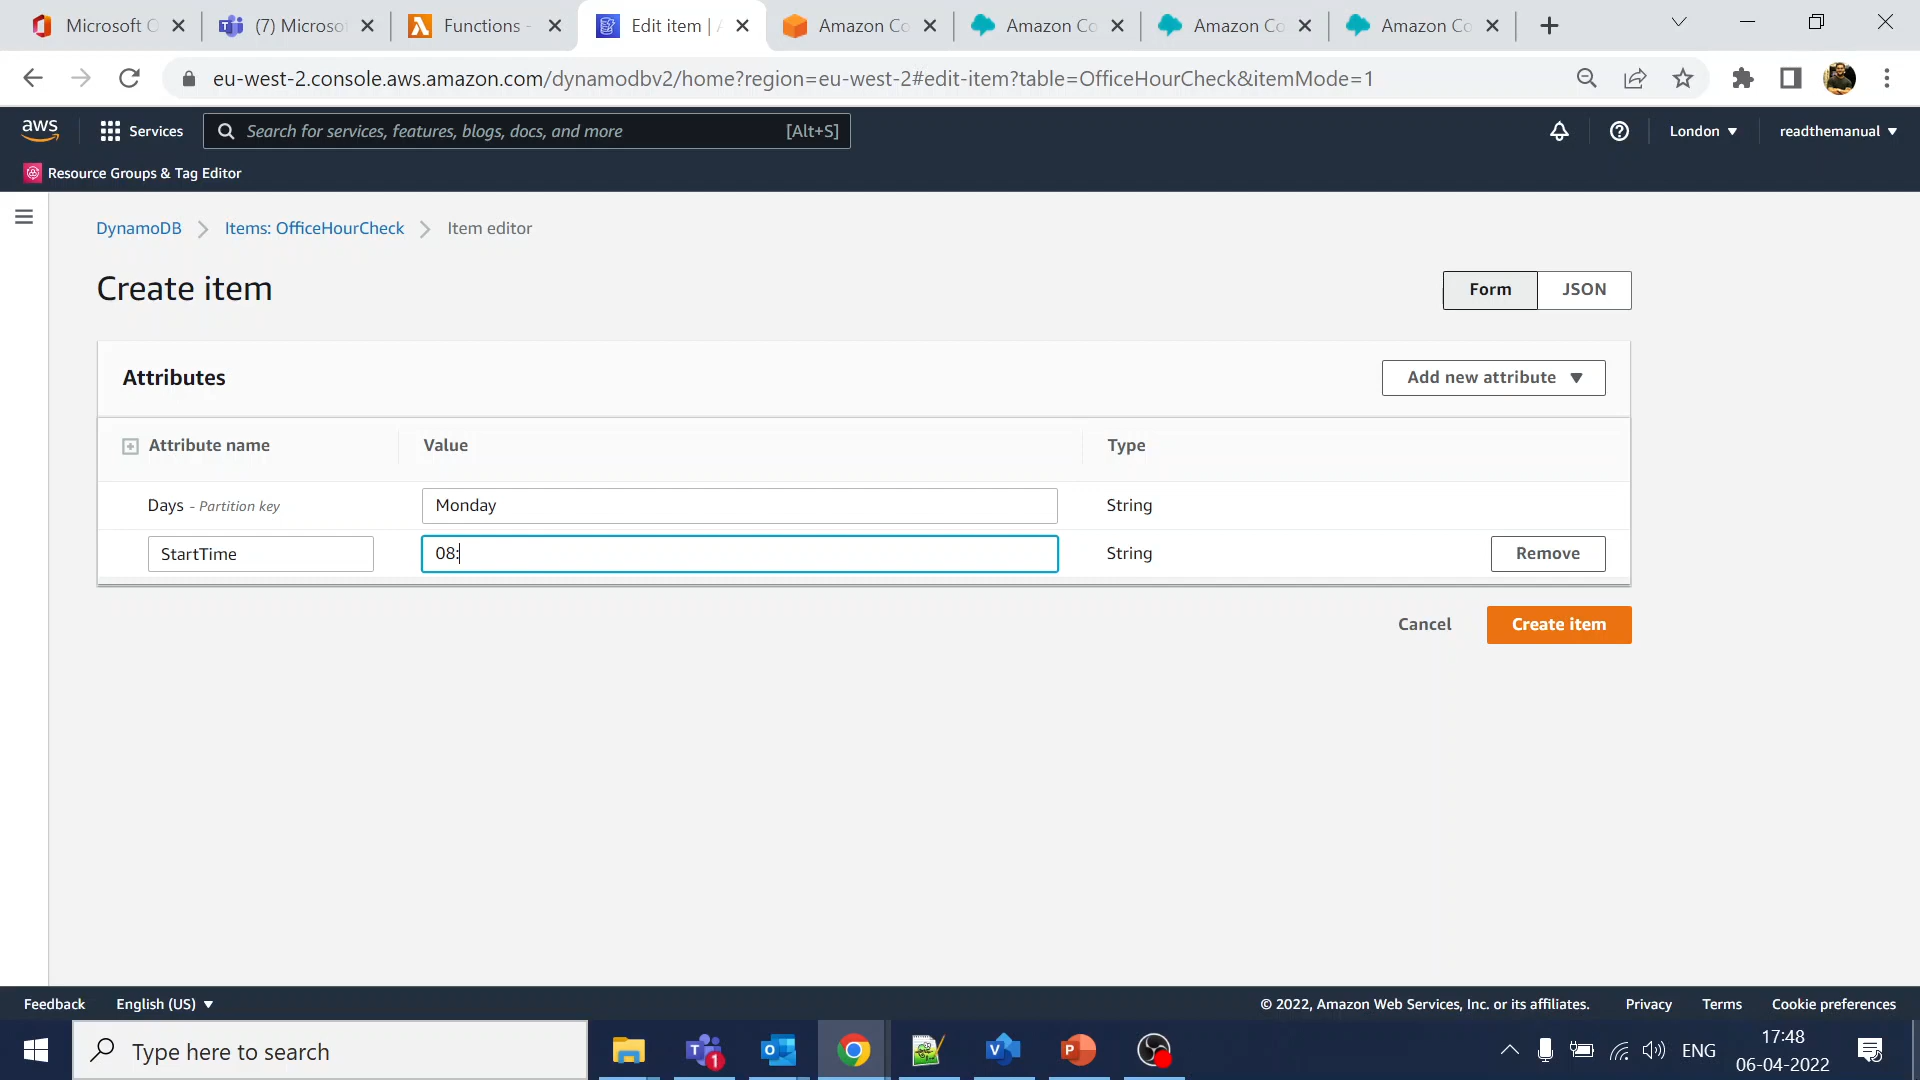 Microsoft O
(7) Microsof
Functions -
Edit item | A
Amazon Co
Amazon Co
Amazon Co
Amazon Co
eu-west-2.console.aws.amazon.com/dynamodbv2/home?region=eu-west-2#edit-item?table=OfficeHourCheck&itemMode=1
aws
Services
Search for services, features, blogs, docs, and more
[Alt+S]
London
readthemanual
Resource Groups & Tag Editor
DynamoDB
Items: OfficeHourCheck
Item editor
Create item
Form
JSON
Attributes
Add new attribute
Attribute name
Value
Type
Days - Partition key
Monday
String
StartTime
08:
String
Remove
Cancel
Create item
Feedback
English (US)
© 2022, Amazon Web Services, Inc. or its affiliates.
Privacy
Terms
Cookie preferences
Type here to search
ENG
17:48
06-04-2022